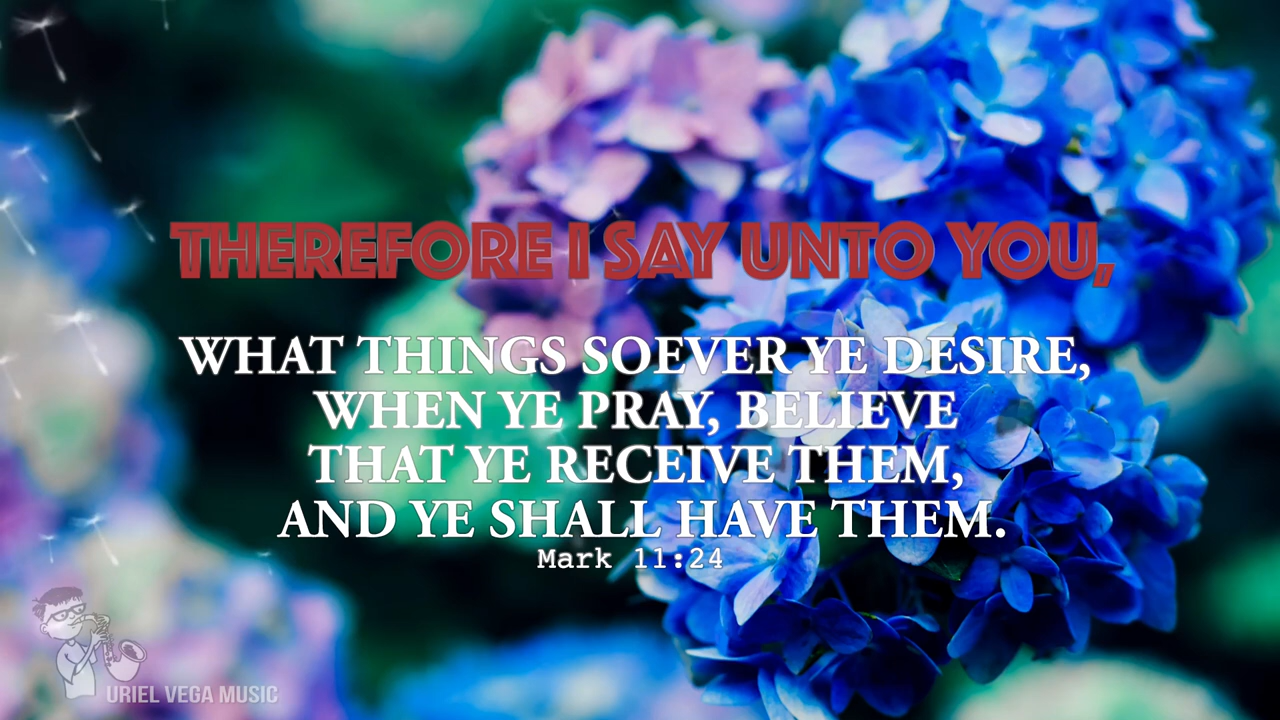 THEREFORE I SAY UNTO YOU,
WHAT THINGS SOEVER YE DESIRE,
WHEN YE PRAY, BELIEVE
THAT YE RECEIVE THEM,
AND YE SHALL HAVE THEM.
Mark 11:24
URIEL VEGA MUSIC